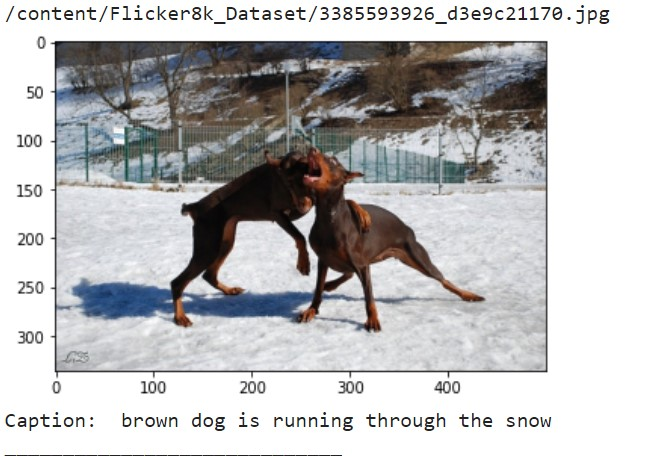 /content/Flicker8k_Dataset/3385593926_d3e9c21170.jpg
0
50
100
150
200
250
300
0 100 200 300 400
Caption: brown dog is running through the snow